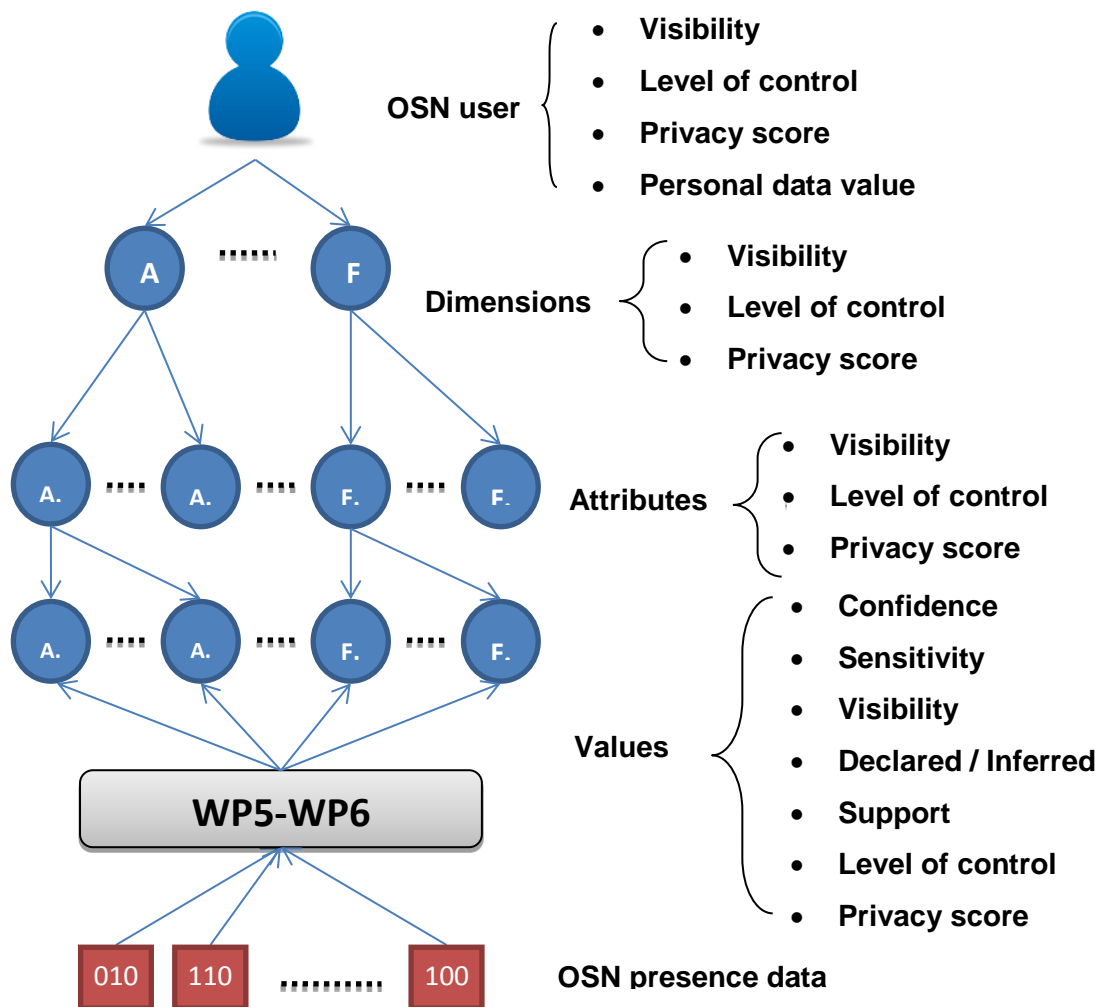 Visibility
Level of control
OSN user
Privacy score
Personal data value
A
F
Visibility
Dimensions
Level of control
Privacy score
Visibility
A.
A.
F.
F.
Attributes
Level of control
Privacy score
Confidence
A.
A.
F.
F.
Sensitivity
Visibility
Values
Declared / Inferred
WP5-WP6
Support
Level of control
Privacy score
010
110
100
OSN presence data